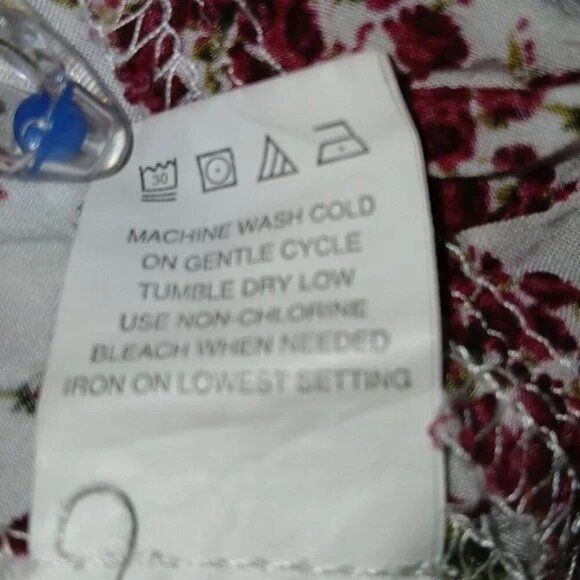 30
MACHINE WASH COLD
ON GENTLE CYCLE
TUMBLE DRY LOW
USE NON-CHLORINE
BLEACH WHEN NEEDED
IRON ON LOWEST SETTING